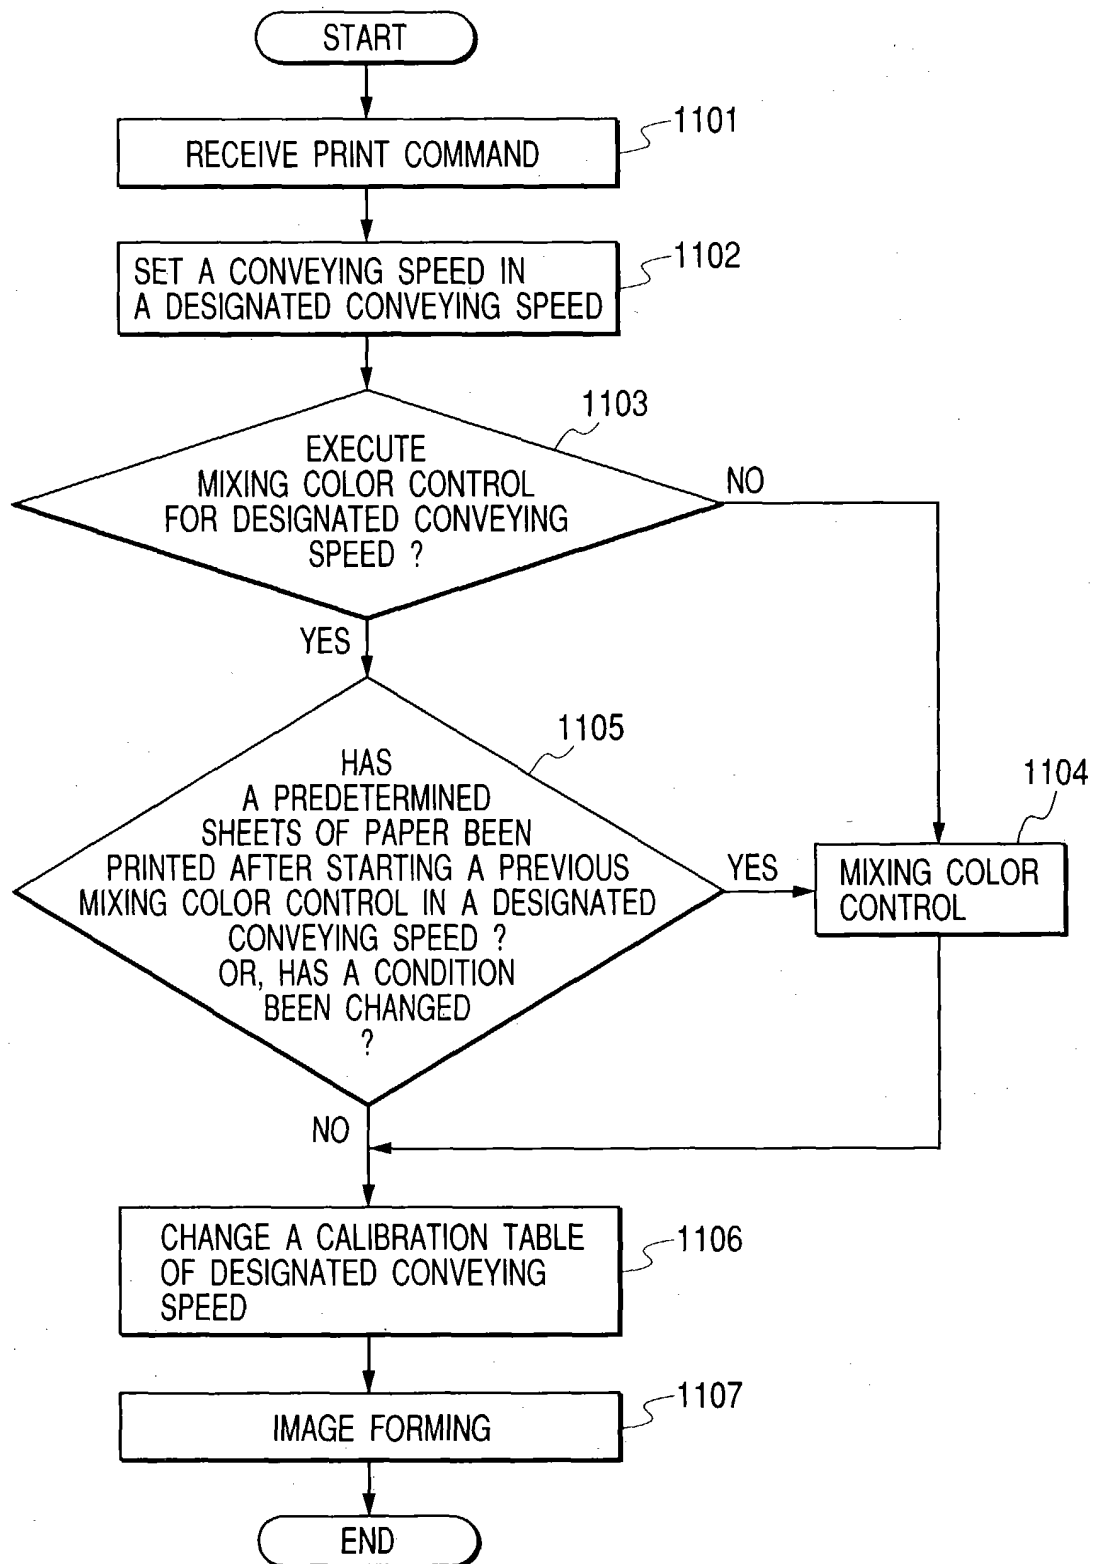 START
1101
RECEIVE PRINT COMMAND
1102
SET A CONVEYING SPEED IN
A DESIGNATED CONVEYING SPEED
1103
EXECUTE
MIXING COLOR CONTROL
FOR DESIGNATED CONVEYING
SPEED ?
NO
YES
1105
HAS
A PREDETERMINED
SHEETS OF PAPER BEEN
PRINTED AFTER STARTING A PREVIOUS
MIXING COLOR CONTROL IN A DESIGNATED
CONVEYING SPEED ?
OR, HAS A CONDITION
BEEN CHANGED
?
YES
1104
MIXING COLOR
CONTROL
NO
1106
CHANGE A CALIBRATION TABLE
OF DESIGNATED CONVEYING
SPEED
1107
IMAGE FORMING
END